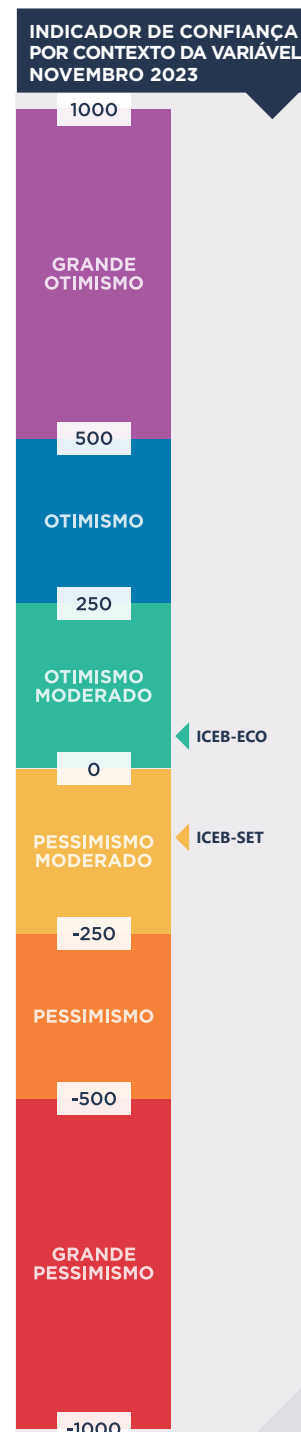 INDICADOR DE CONFIANÇA
POR CONTEXTO DA VARIÁVEL
NOVEMBRO 2023
1000
GRANDE
OTIMISMO
500
OTIMISMO
250
OTIMISMO
MODERADO
ICEB-ECO
0
PESSIMISMO
MODERADO
ICEB-SET
-250
PESSIMISMO
-500
GRANDE
PESSIMISMO
-1000